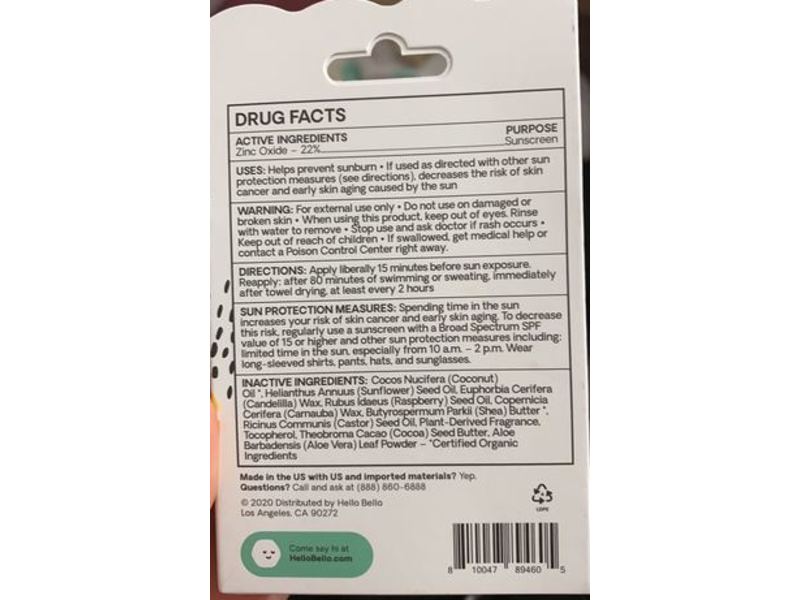 DRUG FACTS
ACTIVE INGREDIENTS PURPOSE
Zinc Oxide – 22% Sunscreen
USES: Helps prevent sunburn • If used as directed with other sun
protection measures (see directions), decreases the risk of skin
cancer and early skin aging caused by the sun
WARNING: For external use only • Do not use on damaged or
broken skin • When using this product, keep out of eyes. Rinse
with water to remove • Stop use and ask doctor if rash occurs •
Keep out of reach of children • If swallowed, get medical help or
contact a Poison Control Center right away.
DIRECTIONS: Apply liberally 15 minutes before sun exposure.
Reapply: after 80 minutes of swimming or sweating, immediately
after towel drying, at least every 2 hours
SUN PROTECTION MEASURES: Spending time in the sun
increases your risk of skin cancer and early skin aging. To decrease
this risk, regularly use a sunscreen with a Broad Spectrum SPF
value of 15 or higher and other sun protection measures including:
limited time in the sun, especially from 10 a.m. – 2 p.m. Wear
long-sleeved shirts, pants, hats, and sunglasses.
INACTIVE INGREDIENTS: Cocos Nucifera (Coconut)
Oil *, Helianthus Annuus (Sunflower) Seed Oil, Euphorbia Cerifera
(Candelilla) Wax, Rubus Idaeus (Raspberry) Seed Oil, Copernicia
Cerifera (Carnauba) Wax, Butyrospermum Parkii (Shea) Butter *,
Ricinus Communis (Castor) Seed Oil, Plant-Derived Fragrance,
Tocopherol, Theobroma Cacao (Cocoa) Seed Butter, Aloe
Barbadensis (Aloe Vera) Leaf Powder – *Certified Organic
Ingredients
Made in the US with US and imported materials? Yep.
Questions? Call and ask at (888) 860-6888
© 2020 Distributed by Hello Bello
Los Angeles, CA 90272
4
LDPE
Come say hi at
HelloBello.com
8 10047 89460 5